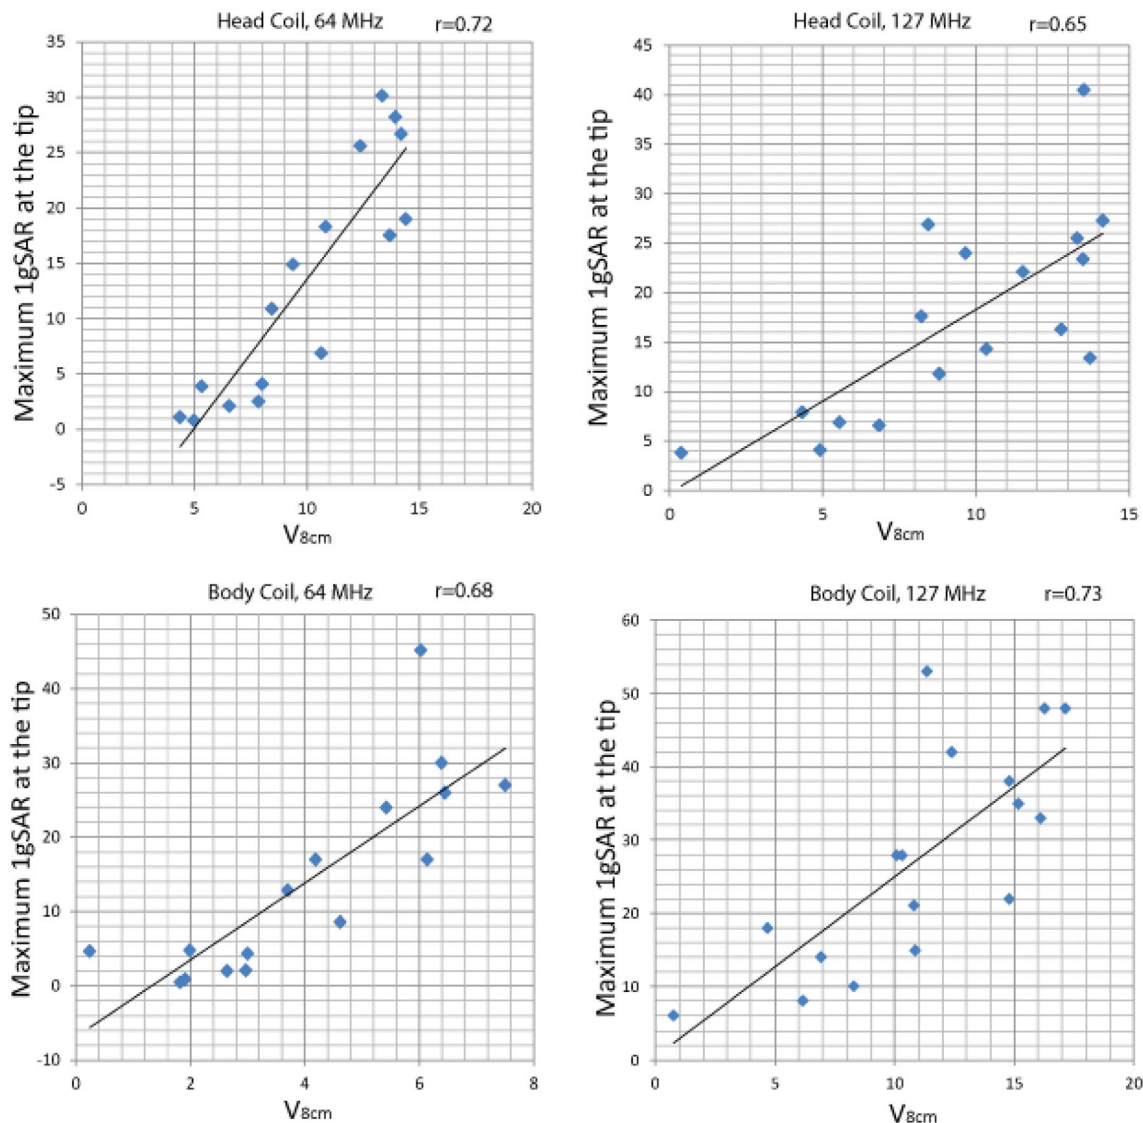 Head Coil, 64 MHz r=0.72
Maximum 1gSAR at the tip
35
30
25
20
15
10
5
0
-5
0 5 10 15 20
V8cm
Head Coil, 127 MHz r=0.65
Maximum 1gSAR at the tip
45
40
35
30
25
20
15
10
5
0
0 5 10 15
V8cm
Body Coil, 64 MHz r=0.68
Maximum 1gSAR at the tip
50
40
30
20
10
0
-10
0 2 4 6 8
V8cm
Body Coil, 127 MHz r=0.73
Maximum 1gSAR at the tip
60
50
40
30
20
10
0
0 5 10 15 20
V8cm